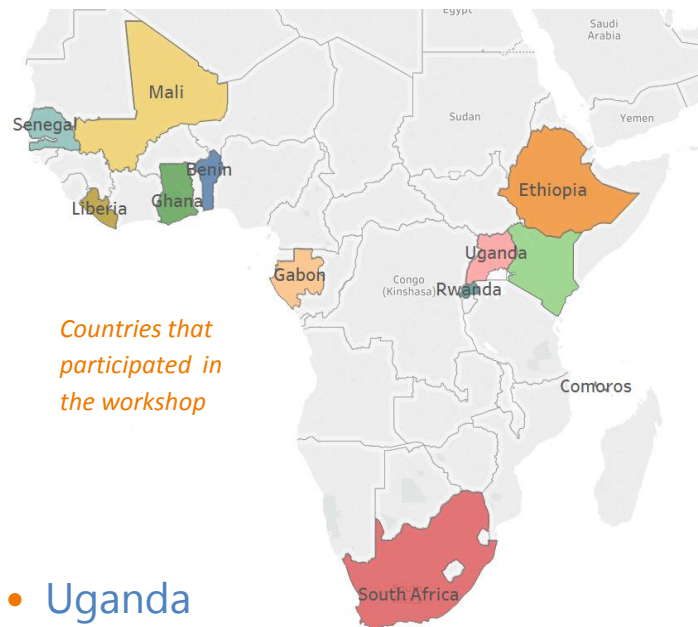 Egypt
Saudi
Arabia
Mali
Sudan
Yemen
Senegal
Benin
Ethiopia
Liberia
Ghana
Uganda
Gabon
Congo
(Kinshasa)
Rwanda
Countries that
participated in
the workshop
Comoros
South Africa
• Uganda